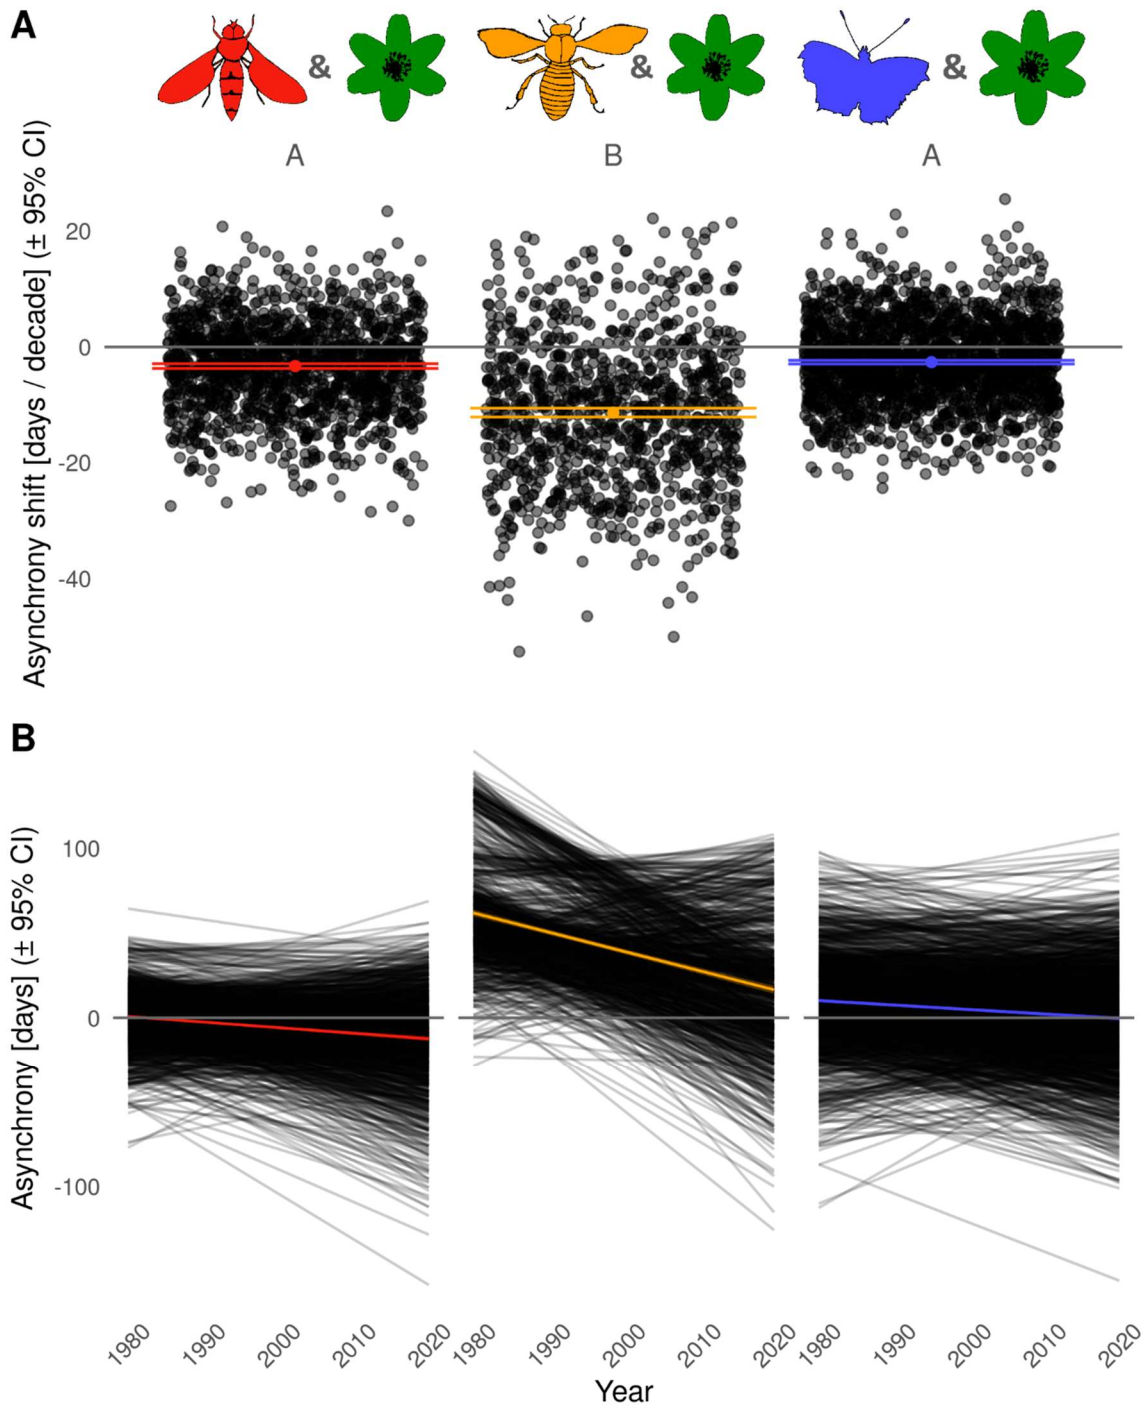 A
& & &
A B A
Asynchrony shift [days / decade] (± 95% CI)
20
0
-20
-40
B
Asynchrony [days] (± 95% CI)
100
0
-100
1980 1990 2000 2010 2020 1980 1990 2000 2010 2020 1980 1990 2000 2010 2020
Year